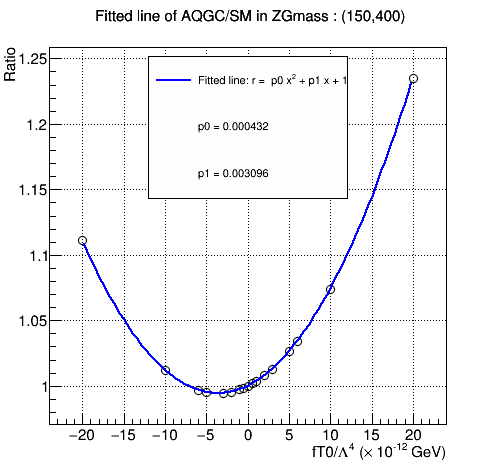 Fitted line of AQGC/SM in ZGmass : (150,400)
Ratio
1.25
1.2
1.15
1.1
1.05
1
Fitted line: r = p0 x² + p1 x + 1
p0 = 0.000432
p1 = 0.003096
−20 −15 −10 −5 0 5 10 15 20
fT0/Λ⁴ (× 10⁻¹² GeV)